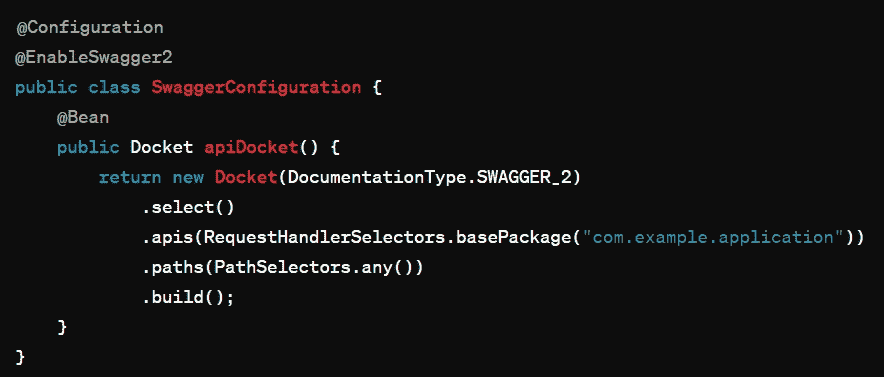 @Configuration
@EnableSwagger2
public class SwaggerConfiguration {
    @Bean
    public Docket apiDocket() {
        return new Docket(DocumentationType.SWAGGER_2)
            .select()
            .apis(RequestHandlerSelectors.basePackage("com.example.application"))
            .paths(PathSelectors.any())
            .build();
    }
}